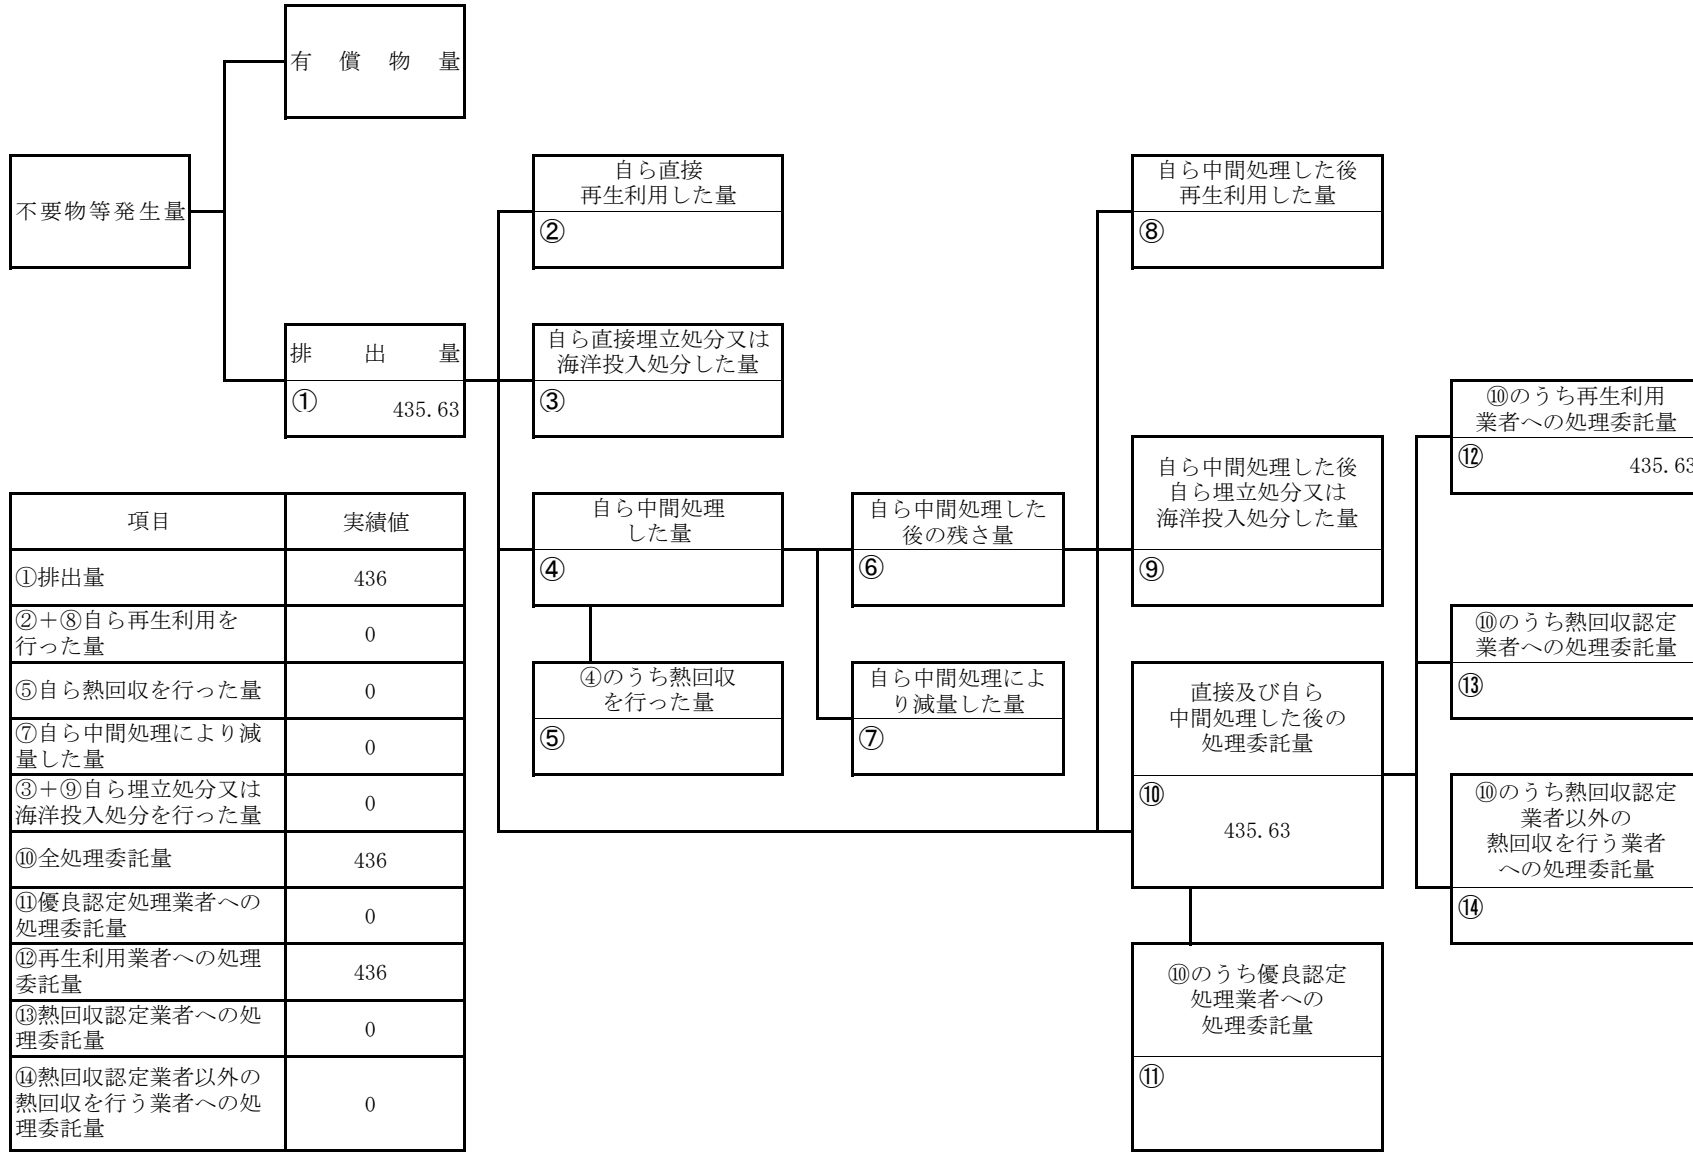 有償物量
不要物等発生量
排出量
① 435.63
自ら直接
再生利用した量
②
自ら直接埋立処分又は
海洋投入処分した量
③
自ら中間処理
した量
④
④のうち熱回収
を行った量
⑤
自ら中間処理した
後の残さ量
⑥
自ら中間処理によ
り減量した量
⑦
自ら中間処理した後
再生利用した量
⑧
自ら中間処理した後
自ら埋立処分又は
海洋投入処分した量
⑨
直接及び自ら
中間処理した後の
処理委託量
⑩
435.63
⑩のうち優良認定
処理業者への
処理委託量
⑪
⑩のうち再生利用
業者への処理委託量
⑫ 435.63
⑩のうち熱回収認定
業者への処理委託量
⑬
⑩のうち熱回収認定
業者以外の
熱回収を行う業者
への処理委託量
⑭
項目 実績値
①排出量 436
②＋⑧自ら再生利用を
行った量 0
⑤自ら熱回収を行った量 0
⑦自ら中間処理により減
量した量 0
③＋⑨自ら埋立処分又は
海洋投入処分を行った量 0
⑩全処理委託量 436
⑪優良認定処理業者への
処理委託量 0
⑫再生利用業者への処理
委託量 436
⑬熱回収認定業者への処
理委託量 0
⑭熱回収認定業者以外の
熱回収を行う業者への処
理委託量 0